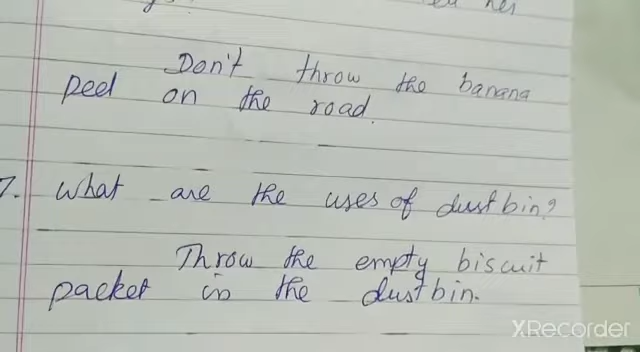 Don't throw the banana
peel on the road.
7. What are the uses of dustbin?
Throw the empty biscuit
packet in the dustbin.
XRecorder